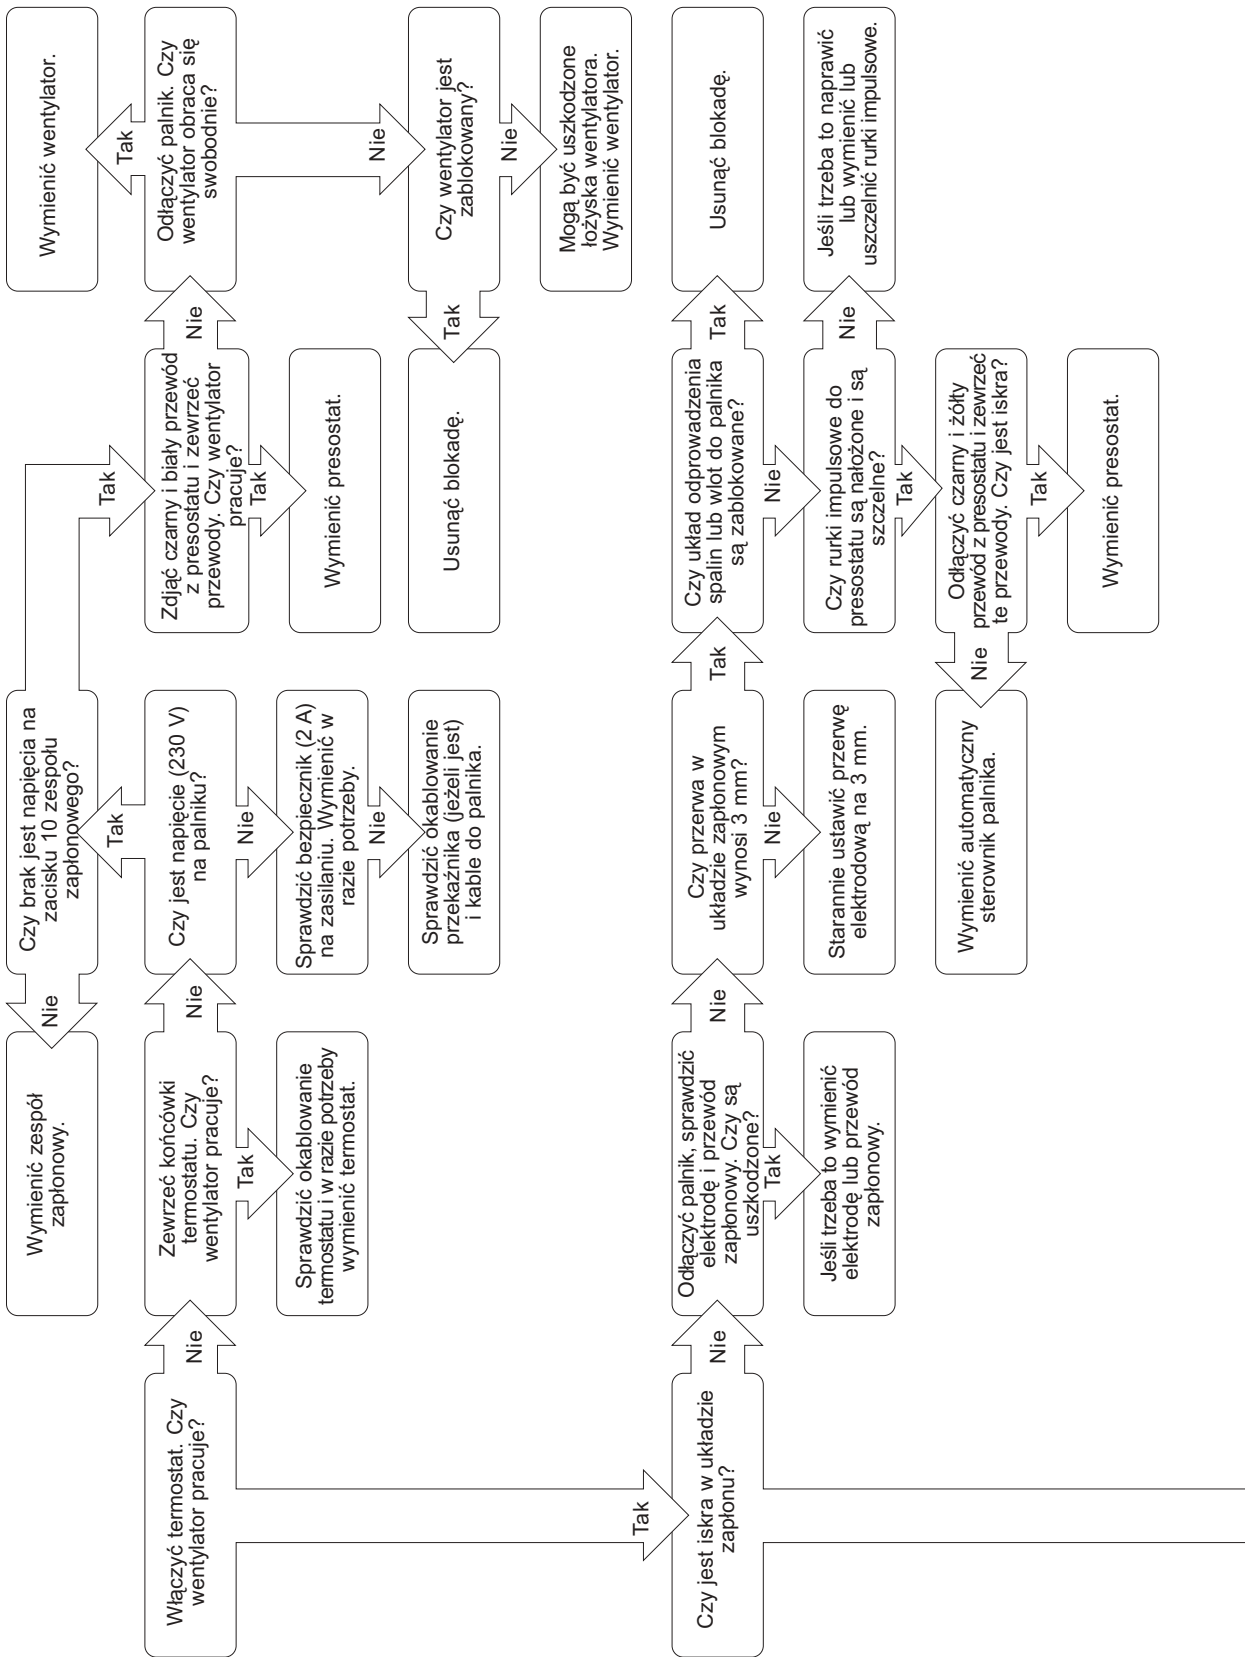 Wymienić zespół
zapłonowy.
Nie
Czy brak jest napięcia na
zacisku 10 zespołu
zapłonowego?
Tak
Wymienić wentylator.
Tak
Włączyć termostat. Czy
wentylator pracuje?
Nie
Zewrzeć końcówki
termostatu. Czy
wentylator pracuje?
Nie
Czy jest napięcie (230 V)
na palniku?
Tak
Zdjąć czarny i biały przewód
z presostatu i zewrzeć
przewody. Czy wentylator
pracuje?
Nie
Odłączyć palnik. Czy
wentylator obraca się
swobodnie?
Tak
Nie
Tak
Sprawdzić okablowanie
termostatu i w razie potrzeby
wymienić termostat.
Sprawdzić bezpiecznik (2 A)
na zasilaniu. Wymienić w
razie potrzeby.
Wymienić presostat.
Nie
Nie
Sprawdzić okablowanie
przekaźnika (jeżeli jest)
i kable do palnika.
Usunąć blokadę.
Tak
Czy wentylator jest
zablokowany?
Nie
Mogą być uszkodzone
łożyska wentylatora.
Wymienić wentylator.
Tak
Czy jest iskra w układzie
zapłonu?
Nie
Odłączyć palnik, sprawdzić
elektrodę i przewód
zapłonowy. Czy są
uszkodzone?
Nie
Czy przerwa w
układzie zapłonowym
wynosi 3 mm?
Tak
Czy układ odprowadzenia
spalin lub wlot do palnika
są zablokowane?
Tak
Usunąć blokadę.
Tak
Nie
Nie
Jeśli trzeba to wymienić
elektrodę lub przewód
zapłonowy.
Starannie ustawić przerwę
elektrodową na 3 mm.
Czy rurki impulsowe do
presostatu są nałożone i są
szczelne?
Nie
Jeśli trzeba to naprawić
lub wymienić lub
uszczelnić rurki impulsowe.
Tak
Wymienić automatyczny
sterownik palnika.
Nie
Odłączyć czarny i żółty
przewód z presostatu i zewrzeć
te przewody. Czy jest iskra?
Tak
Wymienić presostat.